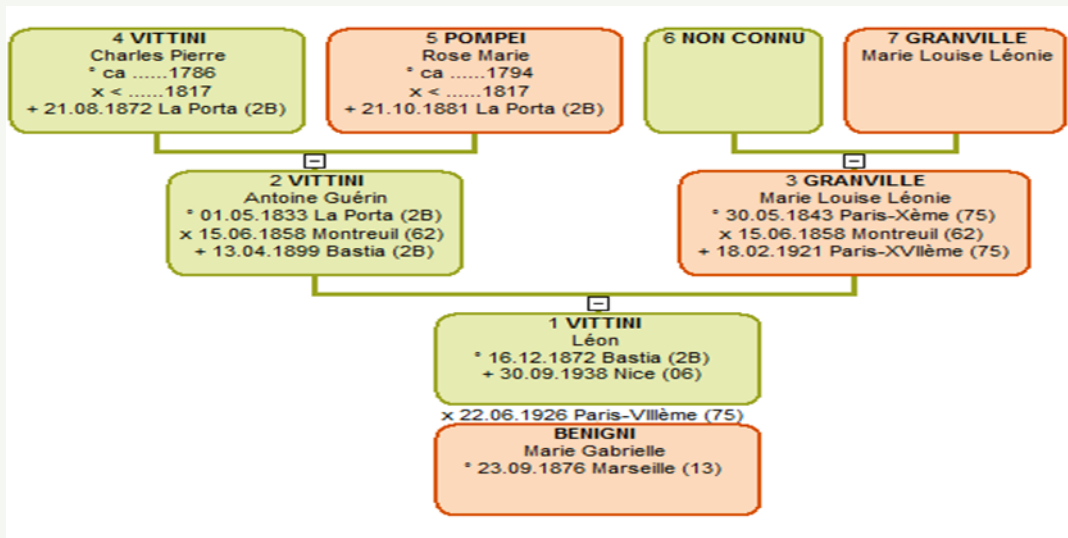 4 VITTINI
Charles Pierre
° ca ......1786
x < ......1817
+ 21.08.1872 La Porta (2B)
5 POMPEI
Rose Marie
° ca ......1794
x < ......1817
+ 21.10.1881 La Porta (2B)
6 NON CONNU
7 GRANVILLE
Marie Louise Léonie
2 VITTINI
Antoine Guérin
° 01.05.1833 La Porta (2B)
x 15.06.1858 Montreuil (62)
+ 13.04.1899 Bastia (2B)
3 GRANVILLE
Marie Louise Léonie
° 30.05.1843 Paris-Xème (75)
x 15.06.1858 Montreuil (62)
+ 18.02.1921 Paris-XVIIème (75)
1 VITTINI
Léon
° 16.12.1872 Bastia (2B)
+ 30.09.1938 Nice (06)
x 22.06.1926 Paris-VIIIème (75)
BENIGNI
Marie Gabrielle
° 23.09.1876 Marseille (13)